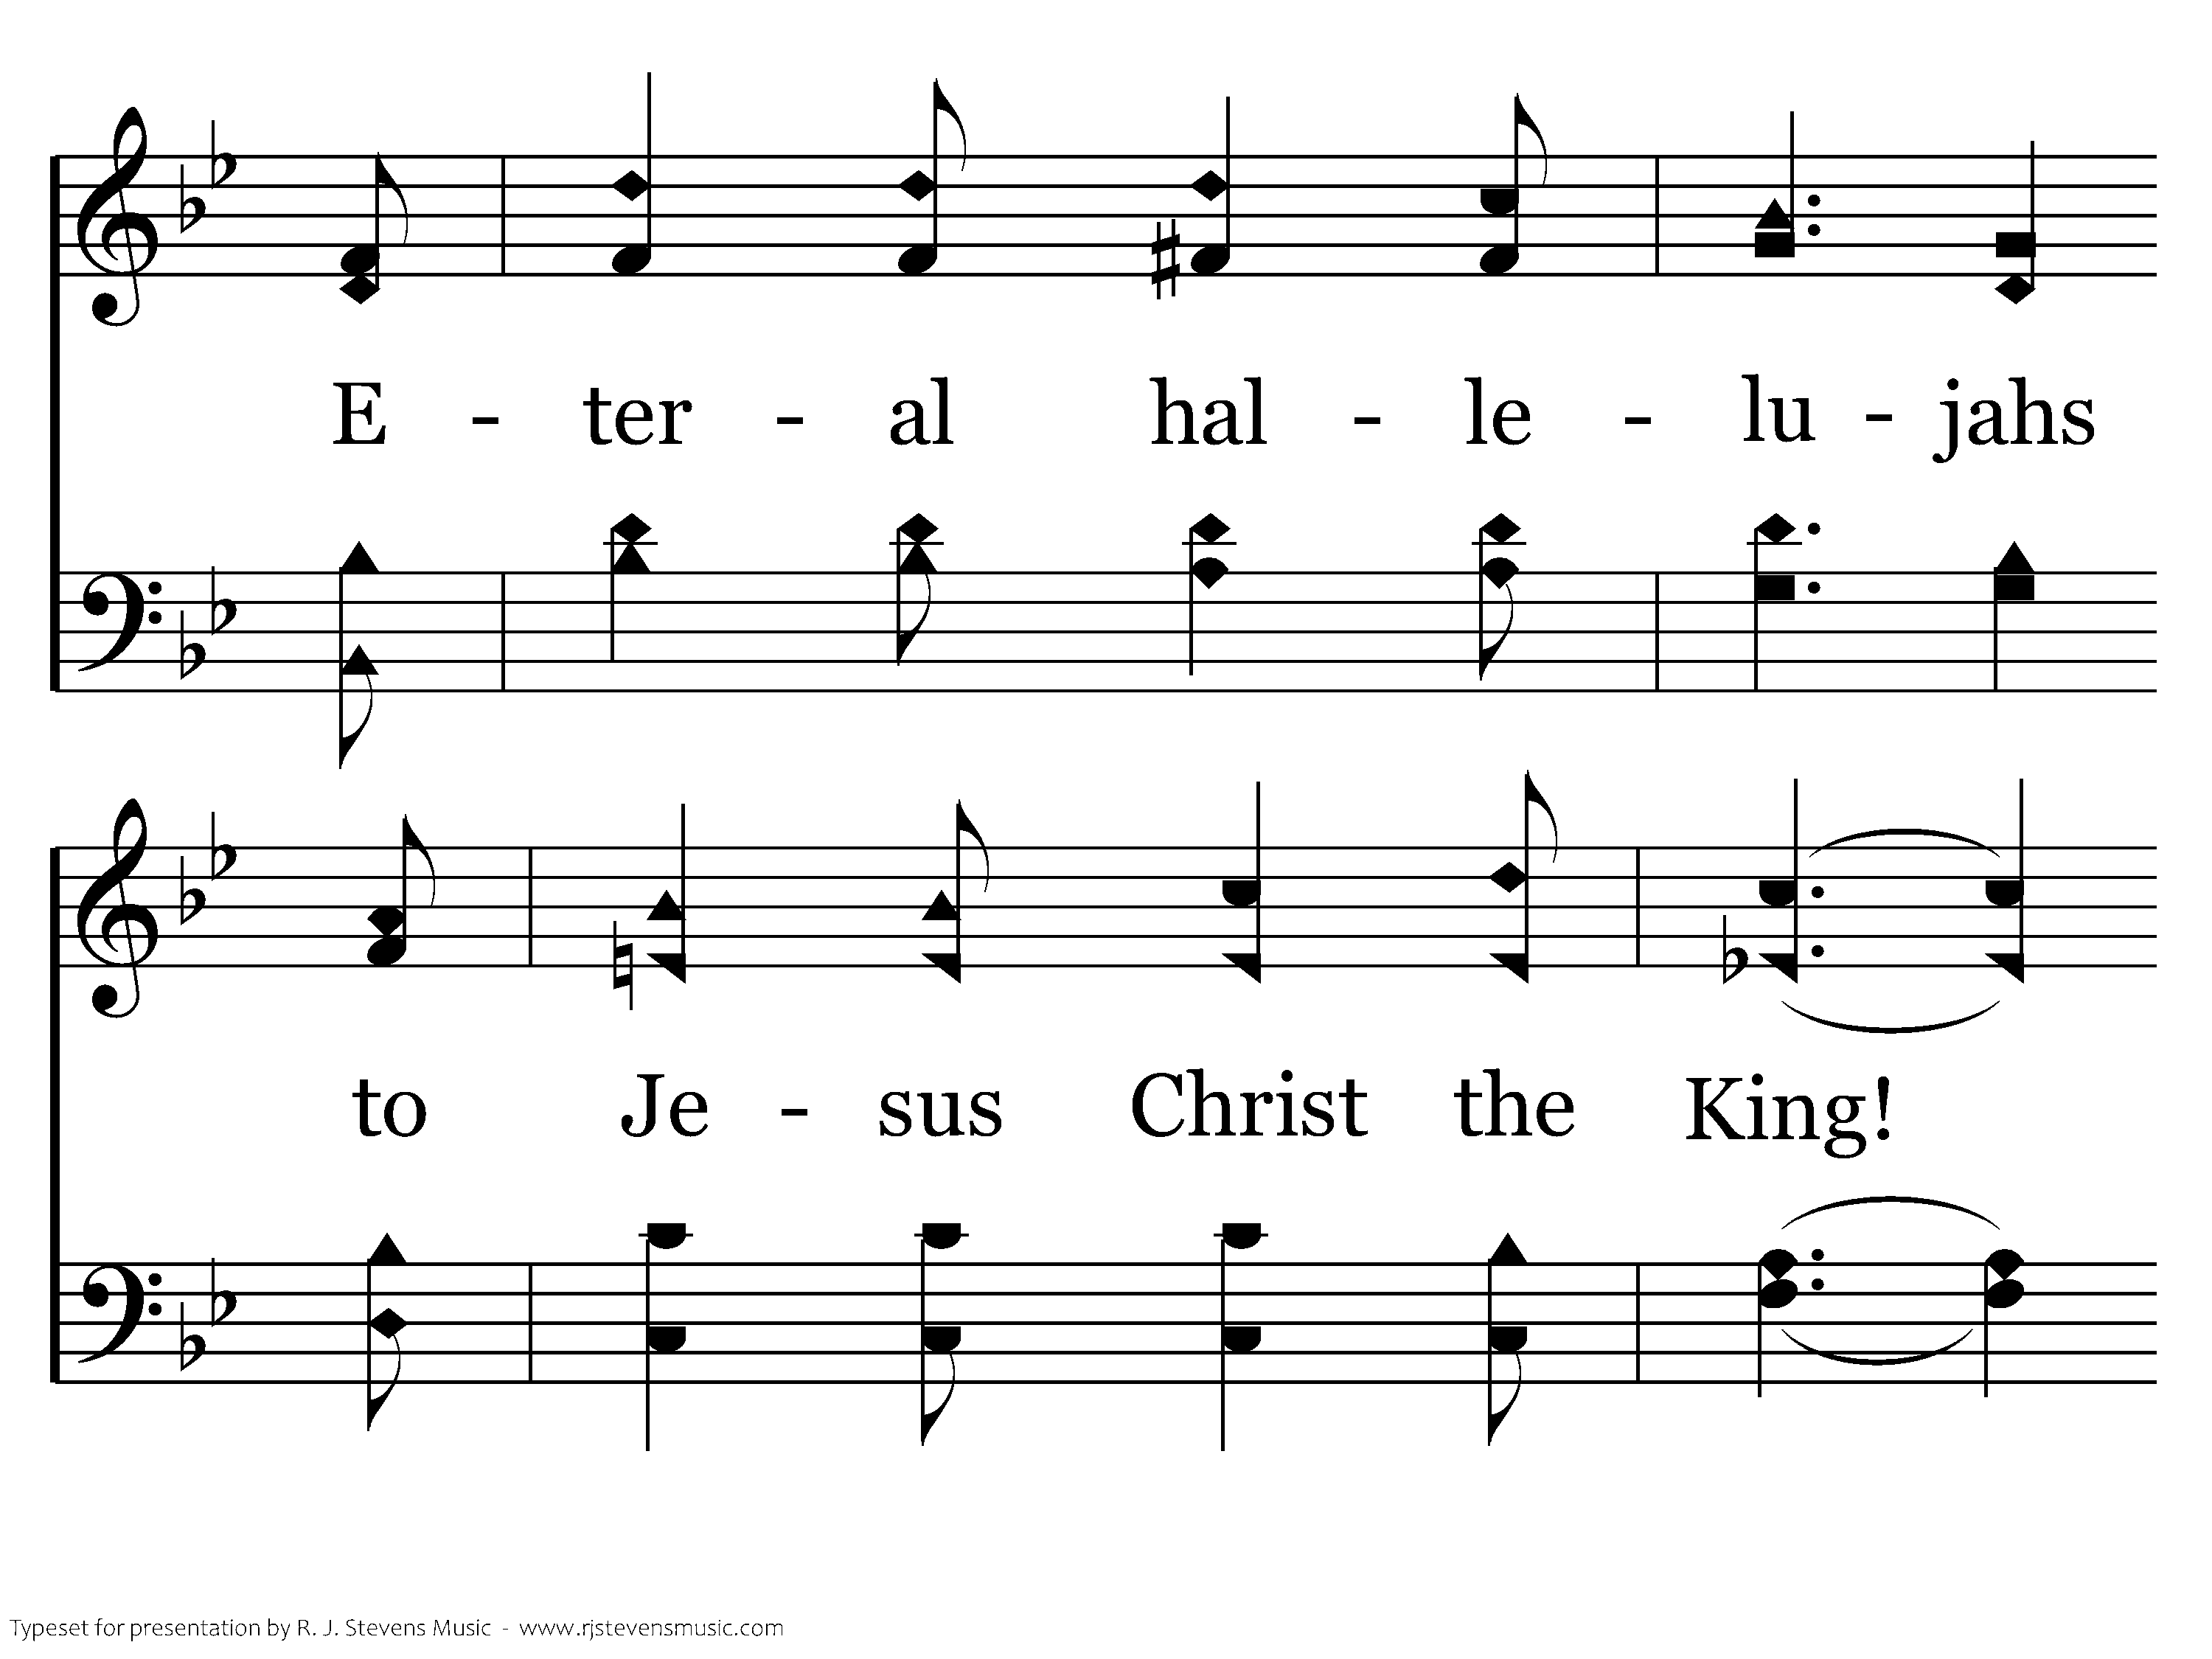 E - ter - al hal - le - lu - jahs
to Je - sus Christ the King!
Typeset for presentation by R. J. Stevens Music - www.rjstevensmusic.com